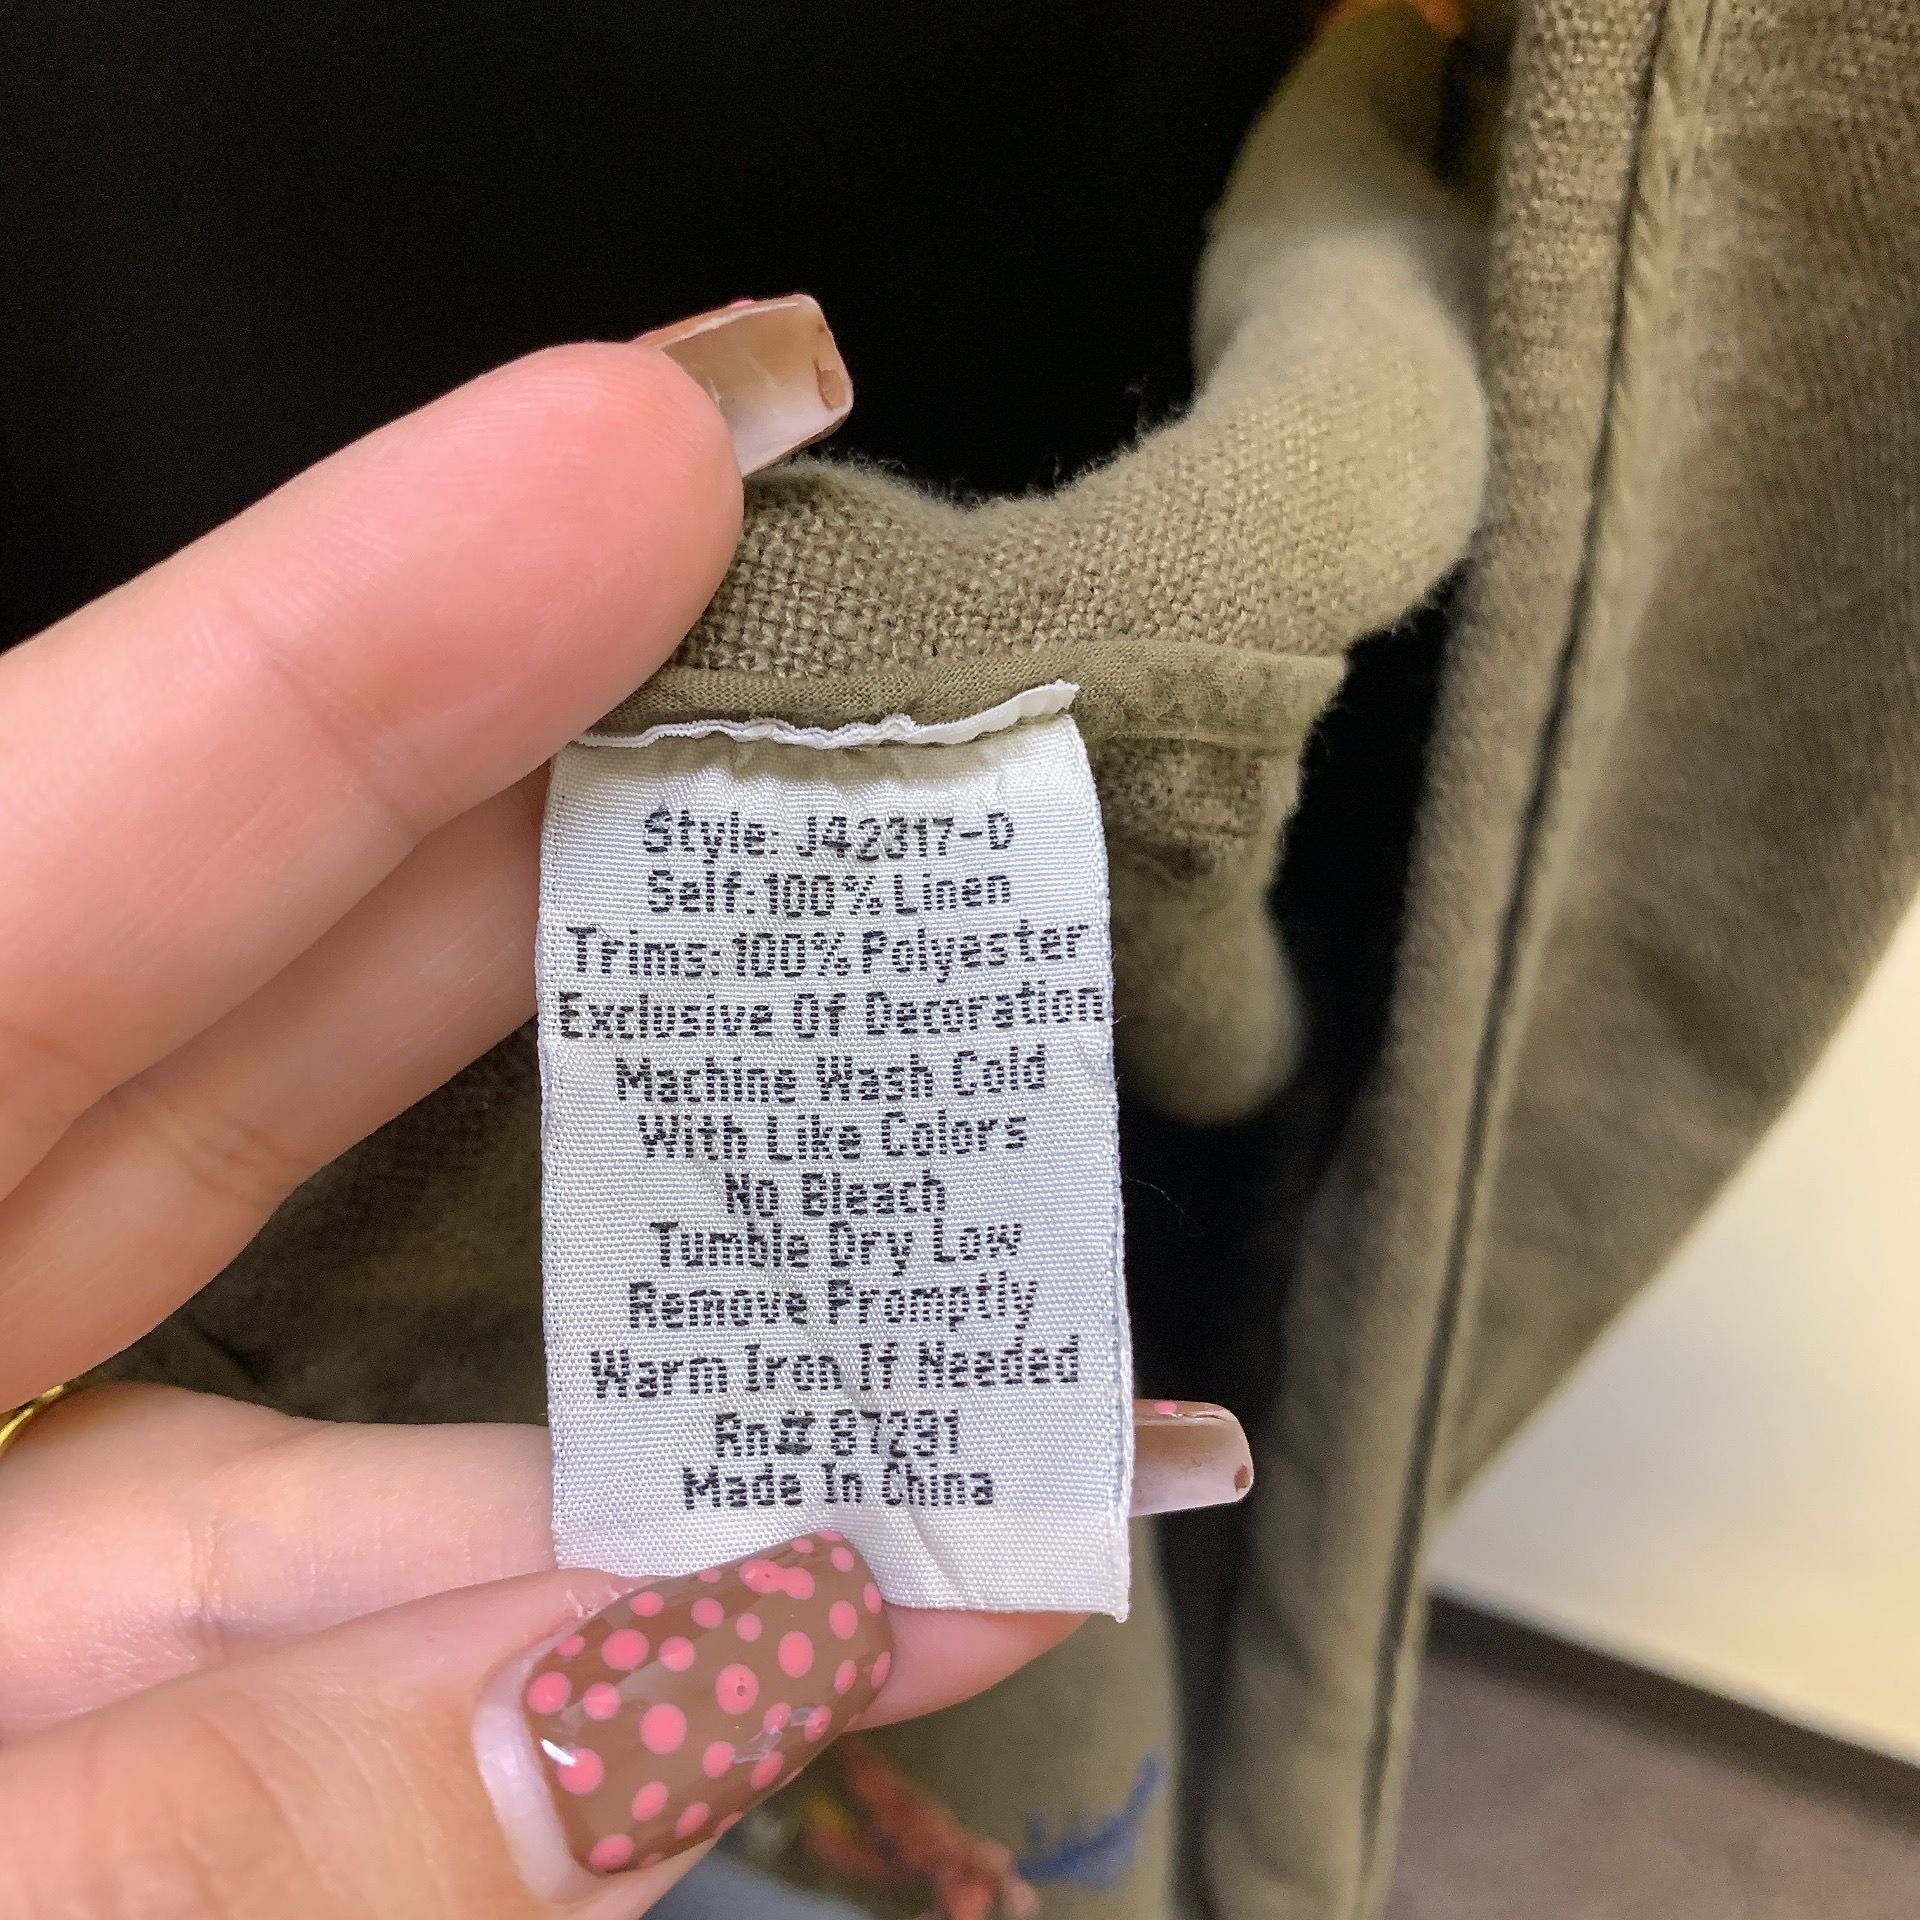 Style: J42317-D
Self:100%Linen
Trims:100%Polyester
Exclusive Of Decoration
Machine Wash Cold
With Like Colors
No Bleach
Tumble Dry Low
Remove Promptly
Warm Iron If Needed
Rn# 87291
Made In China